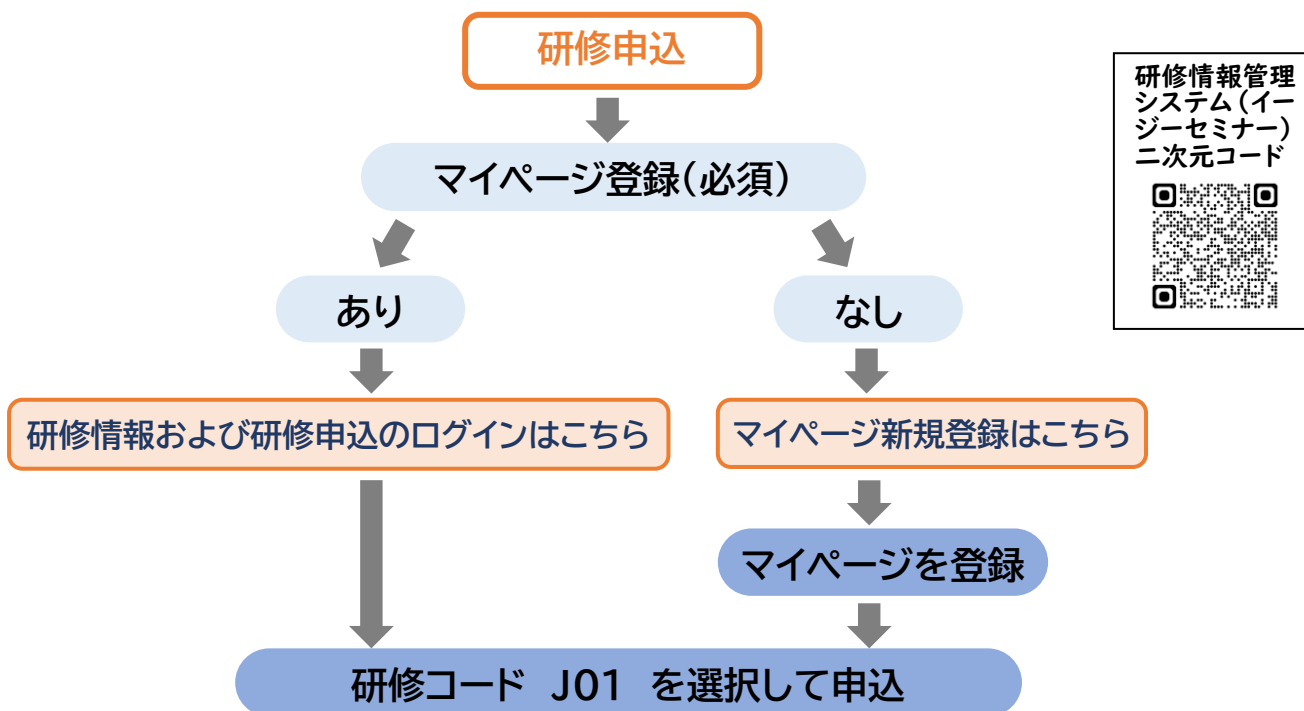 研修申込
研修情報管理
システム(イー
ジーセミナー)
二次元コード
マイページ登録(必須)
あり
なし
研修情報および研修申込のログインはこちら
マイページ新規登録はこちら
マイページを登録
研修コード J01 を選択して申込